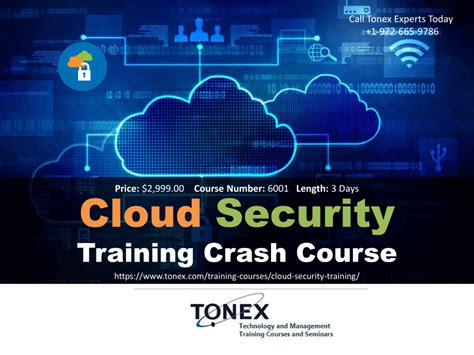 Call Tonex Experts Today
+1-972-665-9786
Price: $2,999.00 Course Number: 6001 Length: 3 Days
Cloud Security
Training Crash Course
https://www.tonex.com/training-courses/cloud-security-training/
TONEX
Technology and Management
Training Courses and Seminars